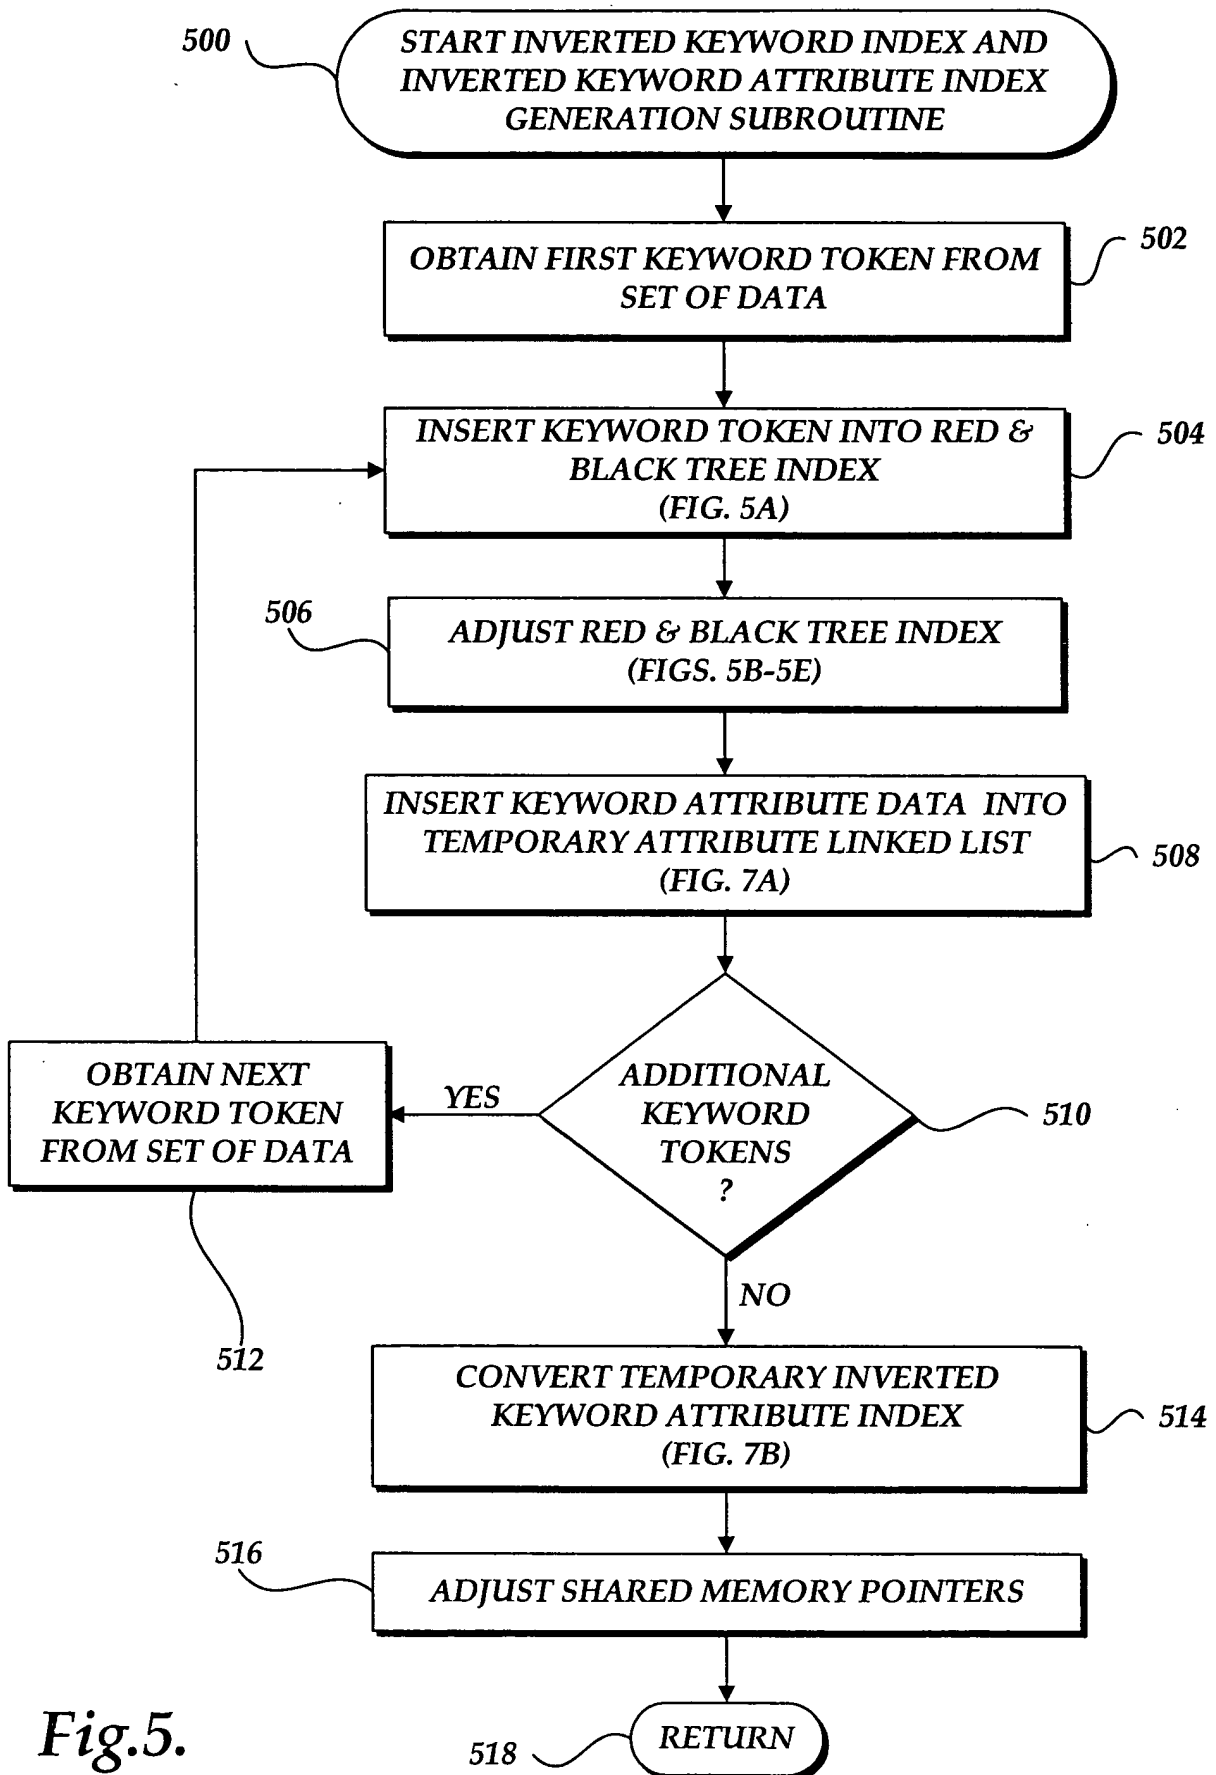 500
START INVERTED KEYWORD INDEX AND
INVERTED KEYWORD ATTRIBUTE INDEX
GENERATION SUBROUTINE
502
OBTAIN FIRST KEYWORD TOKEN FROM
SET OF DATA
504
INSERT KEYWORD TOKEN INTO RED &
BLACK TREE INDEX
(FIG. 5A)
506
ADJUST RED & BLACK TREE INDEX
(FIGS. 5B-5E)
INSERT KEYWORD ATTRIBUTE DATA INTO
TEMPORARY ATTRIBUTE LINKED LIST
(FIG. 7A)
508
ADDITIONAL
KEYWORD
TOKENS
?
510
YES
OBTAIN NEXT
KEYWORD TOKEN
FROM SET OF DATA
512
NO
CONVERT TEMPORARY INVERTED
KEYWORD ATTRIBUTE INDEX
(FIG. 7B)
514
516
ADJUST SHARED MEMORY POINTERS
518
RETURN
Fig.5.